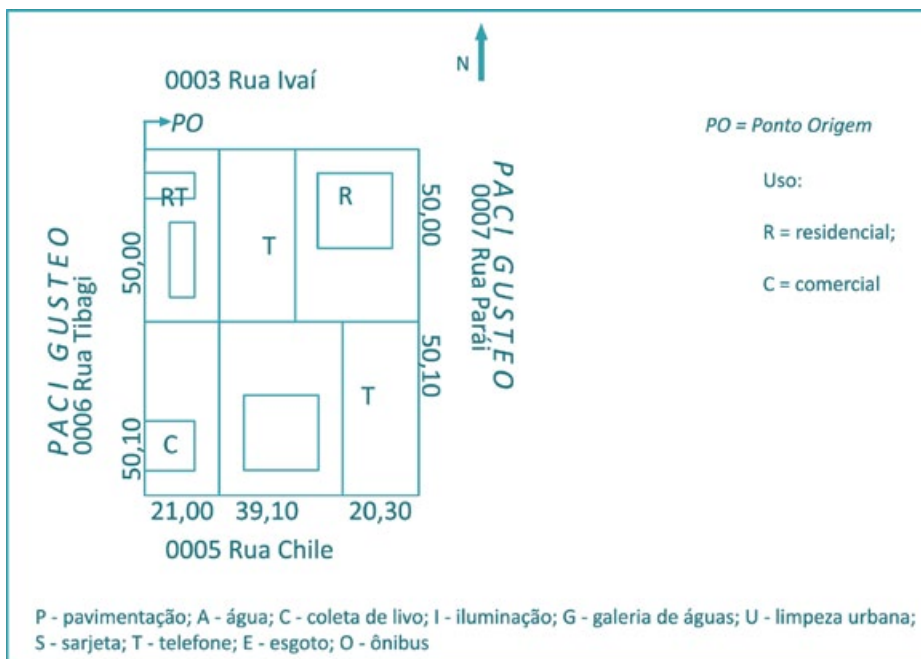 N
0003 Rua Ivaí
PO
PO = Ponto Origem
Uso:
R = residencial;
C = comercial
PACI GUSTEO
0006 Rua Tibagi
50,00
50,10
RT
T
R
C
T
50,00
50,10
PACI GUSTEO
0007 Rua Parái
21,00 39,10 20,30
0005 Rua Chile
P - pavimentação; A - água; C - coleta de livo; I - iluminação; G - galeria de águas; U - limpeza urbana;
S - sarjeta; T - telefone; E - esgoto; O - ônibus